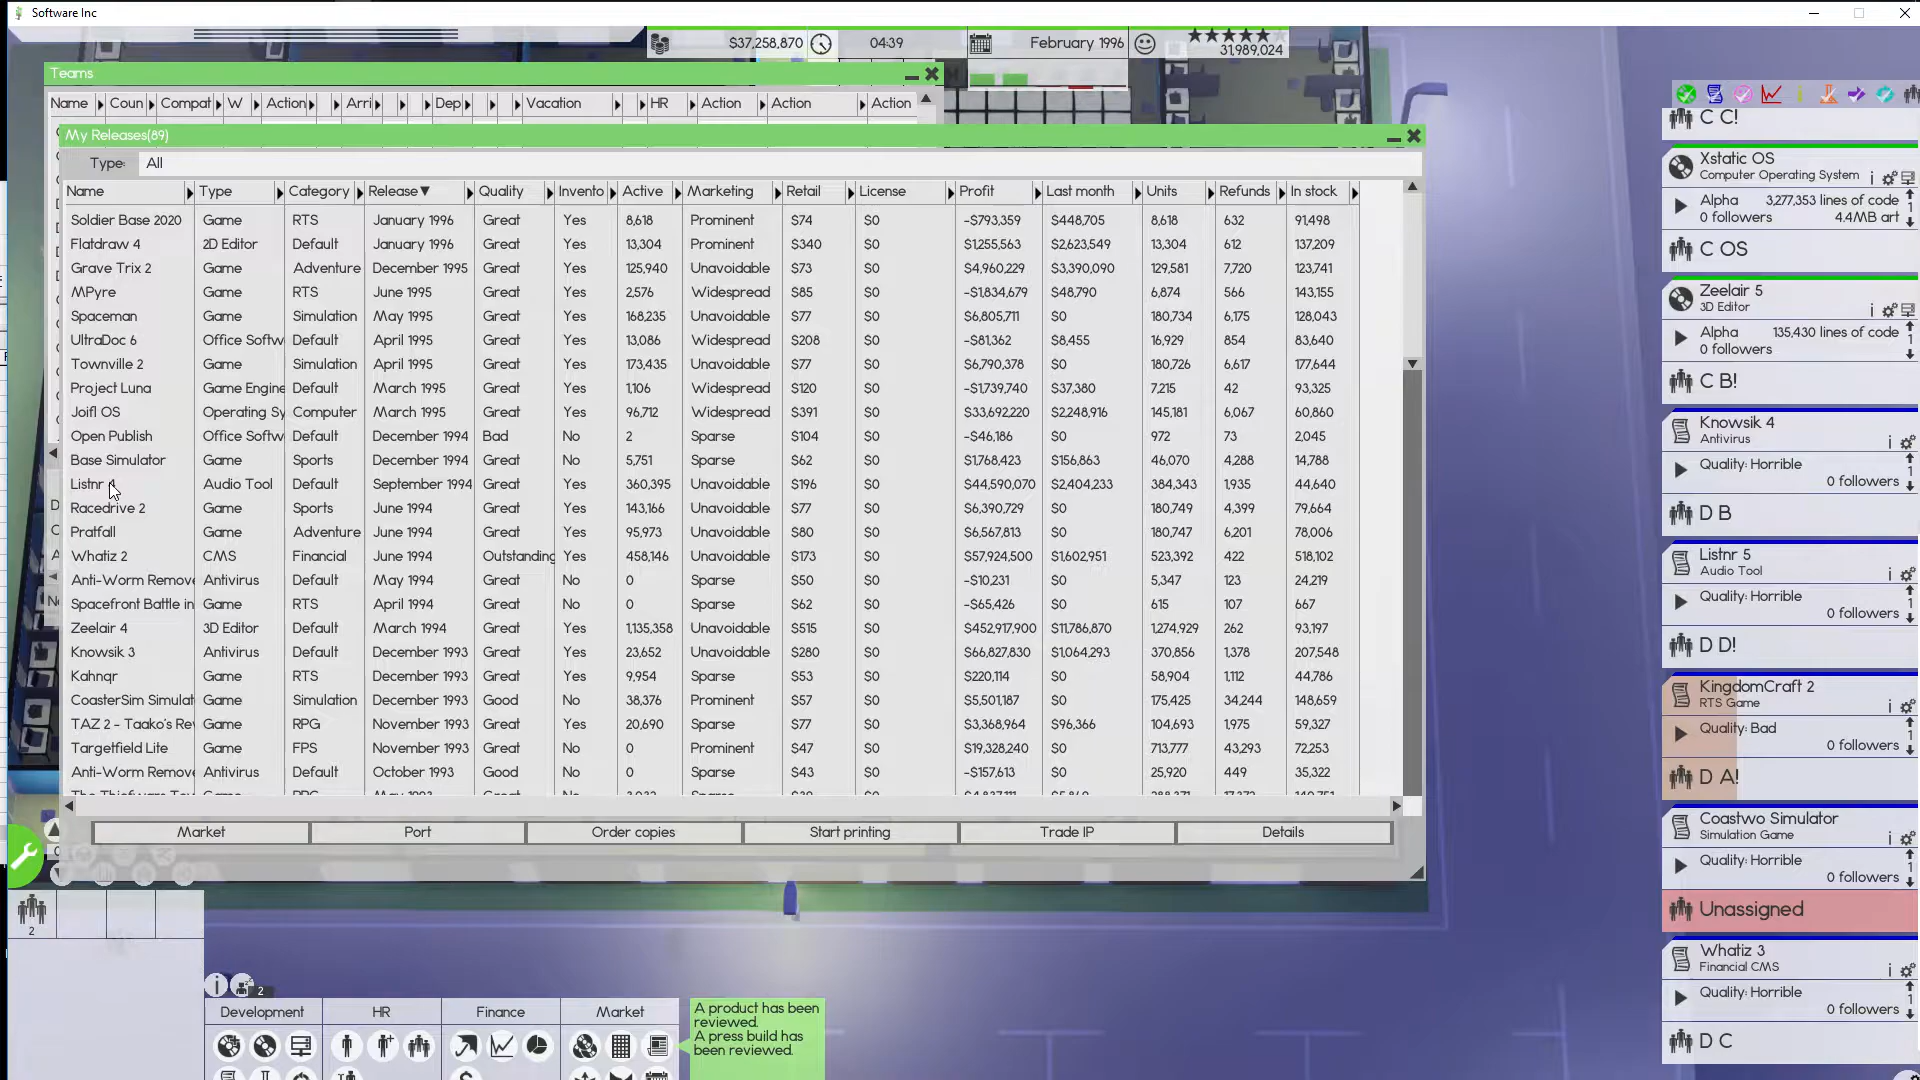 Software Inc
$37,258,870
04:39
February 1996
31,989,024
Teams
Name Coun Compat W Action Arri Dep Vacation HR Action Action Action
My Releases(89)
Type: All
Name Type Category Release▼ Quality Invento Active Marketing Retail License Profit Last month Units Refunds In stock
Soldier Base 2020 Game RTS January 1996 Great Yes 8,618 Prominent $74 $0 -$793,359 $448,705 8,618 632 91,498
Flatdraw 4 2D Editor Default January 1996 Great Yes 13,304 Prominent $340 $0 $1,255,563 $2,623,549 13,304 612 137,209
Grave Trix 2 Game Adventure December 1995 Great Yes 125,940 Unavoidable $73 $0 $4,960,229 $3,390,090 129,581 7,720 123,741
MPyre Game RTS June 1995 Great Yes 2,576 Widespread $85 $0 -$1,834,679 $48,790 6,874 566 143,155
Spaceman Game Simulation May 1995 Great Yes 168,235 Unavoidable $77 $0 $6,805,711 $0 180,734 6,175 128,043
UltraDoc 6 Office Softw Default April 1995 Great Yes 13,086 Widespread $208 $0 -$81,362 $8,455 16,929 854 83,640
Townville 2 Game Simulation April 1995 Great Yes 173,435 Unavoidable $77 $0 $6,790,378 $0 180,726 6,617 177,644
Project Luna Game Engine Default March 1995 Great Yes 1,106 Widespread $120 $0 -$1,739,740 $37,380 7,215 42 93,325
Joifl OS Operating Sy Computer March 1995 Great Yes 96,712 Widespread $391 $0 $33,692,220 $2,248,916 145,181 6,067 60,860
Open Publish Office Softw Default December 1994 Bad No 2 Sparse $104 $0 -$46,186 $0 972 73 2,045
Base Simulator Game Sports December 1994 Great No 5,751 Sparse $62 $0 $1,768,423 $156,863 46,070 4,288 14,788
Listnr 4 Audio Tool Default September 1994 Great Yes 360,395 Unavoidable $196 $0 $44,590,070 $2,404,233 384,343 1,935 44,640
Racedrive 2 Game Sports June 1994 Great Yes 143,166 Unavoidable $77 $0 $6,390,729 $0 180,749 4,399 79,664
Pratfall Game Adventure June 1994 Great Yes 95,973 Unavoidable $80 $0 $6,567,813 $0 180,747 6,201 78,006
Whatiz 2 CMS Financial June 1994 Outstanding Yes 458,146 Unavoidable $173 $0 $57,924,500 $1,602,951 523,392 422 518,102
Anti-Worm Remove Antivirus Default May 1994 Great No 0 Sparse $50 $0 -$10,231 $0 5,347 123 24,219
Spacefront Battle in Game RTS April 1994 Great No 0 Sparse $62 $0 -$65,426 $0 615 107 667
Zeelair 4 3D Editor Default March 1994 Great Yes 1,135,358 Unavoidable $515 $0 $452,917,900 $11,786,870 1,274,929 262 93,197
Knowsik 3 Antivirus Default December 1993 Great Yes 23,652 Unavoidable $280 $0 $66,827,830 $1,064,293 370,856 1,378 207,548
Kahnqr Game RTS December 1993 Great Yes 9,954 Sparse $53 $0 $220,114 $0 58,904 1,112 44,786
CoasterSim Simulat Game Simulation December 1993 Good No 38,376 Prominent $57 $0 $5,501,187 $0 175,425 34,244 148,659
TAZ 2 - Taako's Rev Game RPG November 1993 Great Yes 20,690 Sparse $77 $0 $3,368,964 $96,366 104,693 1,975 59,327
Targetfield Lite Game FPS November 1993 Great No 0 Prominent $47 $0 $19,328,240 $0 713,777 43,293 72,253
Anti-Worm Remove Antivirus Default October 1993 Good No 0 Sparse $43 $0 -$157,613 $0 25,920 449 35,322
Market Port Order copies Start printing Trade IP Details
2
2
Development HR Finance Market
A product has been
reviewed.
A press build has
been reviewed.
C C!
Xstatic OS
Computer Operating System
Alpha 3,277,353 lines of code
0 followers 4.4MB art
1
C OS
Zeelair 5
3D Editor
Alpha 135,430 lines of code
0 followers
1
C B!
Knowsik 4
Antivirus
Quality: Horrible
0 followers
1
D B
Listnr 5
Audio Tool
Quality: Horrible
0 followers
1
D D!
KingdomCraft 2
RTS Game
Quality: Bad
0 followers
1
D A!
Coastwo Simulator
Simulation Game
Quality: Horrible
0 followers
1
Unassigned
Whatiz 3
Financial CMS
Quality: Horrible
0 followers
1
D C